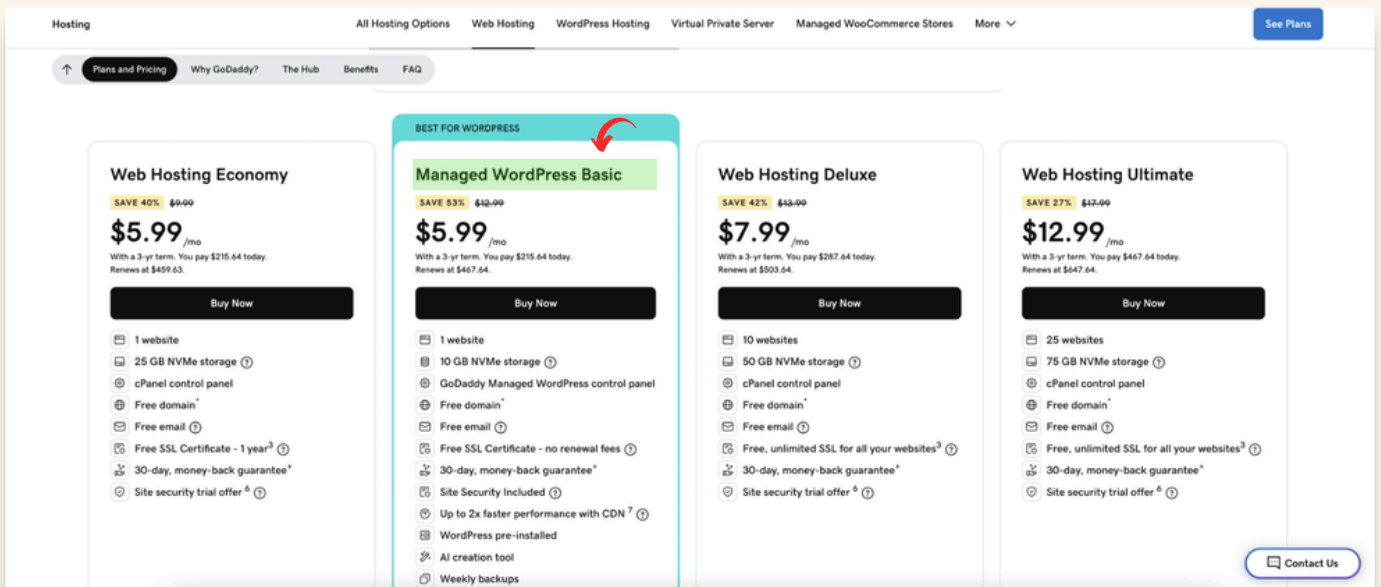 Hosting
All Hosting Options
Web Hosting
WordPress Hosting
Virtual Private Server
Managed WooCommerce Stores
More
See Plans
Plans and Pricing
Why GoDaddy?
The Hub
Benefits
FAQ
Web Hosting Economy
SAVE 40% $9.99
$5.99/mo
With a 3-yr term. You pay $215.64 today.
Renews at $459.63.
Buy Now
1 website
25 GB NVMe storage ?
cPanel control panel
Free domain*
Free email ?
Free SSL Certificate - 1 year3 ?
30-day, money-back guarantee+
Site security trial offer 6 ?
BEST FOR WORDPRESS
Managed WordPress Basic
SAVE 53% $12.99
$5.99/mo
With a 3-yr term. You pay $215.64 today.
Renews at $467.64.
Buy Now
1 website
10 GB NVMe storage ?
GoDaddy Managed WordPress control panel
Free domain*
Free email ?
Free SSL Certificate - no renewal fees ?
30-day, money-back guarantee+
Site Security Included ?
Up to 2x faster performance with CDN 7 ?
WordPress pre-installed
AI creation tool
Weekly backups
Web Hosting Deluxe
SAVE 42% $13.99
$7.99/mo
With a 3-yr term. You pay $287.64 today.
Renews at $503.64.
Buy Now
10 websites
50 GB NVMe storage ?
cPanel control panel
Free domain*
Free email ?
Free, unlimited SSL for all your websites3 ?
30-day, money-back guarantee+
Site security trial offer 6 ?
Web Hosting Ultimate
SAVE 27% $17.99
$12.99/mo
With a 3-yr term. You pay $467.64 today.
Renews at $647.64.
Buy Now
25 websites
75 GB NVMe storage ?
cPanel control panel
Free domain*
Free email ?
Free, unlimited SSL for all your websites3 ?
30-day, money-back guarantee+
Site security trial offer 6 ?
Contact Us